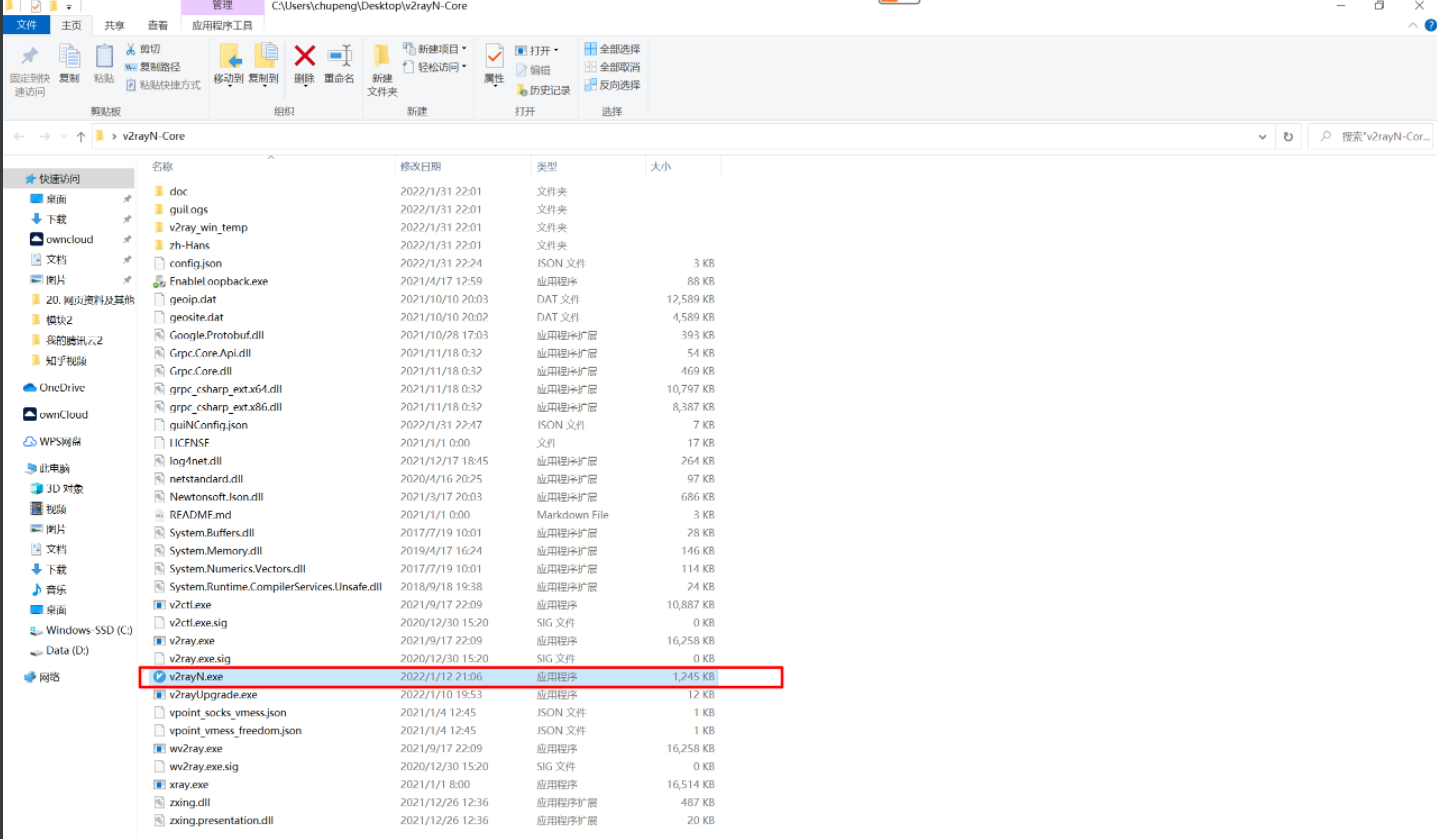 管理
C:\Users\chupeng\Desktop\v2rayN-Core
文件 主页 共享 查看 应用程序工具
固定到快速访问
复制
粘贴
剪切
复制路径
粘贴快捷方式
剪贴板
移动到
复制到
删除
重命名
组织
新建文件夹
新建项目
轻松访问
新建
属性
打开
编辑
历史记录
打开
全部选择
全部取消
反向选择
选择
v2rayN-Core
搜索"v2rayN-Cor...
快速访问
桌面
下载
owncloud
文档
图片
20. 网页资料及其他
模块2
我的腾讯云2
知乎视频
OneDrive
ownCloud
WPS网盘
此电脑
3D 对象
视频
图片
文档
下载
音乐
桌面
Windows-SSD (C:)
Data (D:)
网络
名称 修改日期 类型 大小
doc 2022/1/31 22:01 文件夹
guiLogs 2022/1/31 22:01 文件夹
v2ray_win_temp 2022/1/31 22:01 文件夹
zh-Hans 2022/1/31 22:01 文件夹
config.json 2022/1/31 22:24 JSON 文件 3 KB
EnableLoopback.exe 2021/4/17 12:59 应用程序 88 KB
geoip.dat 2021/10/10 20:03 DAT 文件 12,589 KB
geosite.dat 2021/10/10 20:02 DAT 文件 4,589 KB
Google.Protobuf.dll 2021/10/28 17:03 应用程序扩展 393 KB
Grpc.Core.Api.dll 2021/11/18 0:32 应用程序扩展 54 KB
Grpc.Core.dll 2021/11/18 0:32 应用程序扩展 469 KB
grpc_csharp_ext.x64.dll 2021/11/18 0:32 应用程序扩展 10,797 KB
grpc_csharp_ext.x86.dll 2021/11/18 0:32 应用程序扩展 8,387 KB
guiNConfig.json 2022/1/31 22:47 JSON 文件 7 KB
LICENSE 2021/1/1 0:00 文件 17 KB
log4net.dll 2021/12/17 18:45 应用程序扩展 264 KB
netstandard.dll 2020/4/16 20:25 应用程序扩展 97 KB
Newtonsoft.Json.dll 2021/3/17 20:03 应用程序扩展 686 KB
README.md 2021/1/1 0:00 Markdown File 3 KB
System.Buffers.dll 2017/7/19 10:01 应用程序扩展 28 KB
System.Memory.dll 2019/4/17 16:24 应用程序扩展 146 KB
System.Numerics.Vectors.dll 2017/7/19 10:01 应用程序扩展 114 KB
System.Runtime.CompilerServices.Unsafe.dll 2018/9/18 19:38 应用程序扩展 24 KB
v2ctl.exe 2021/9/17 22:09 应用程序 10,887 KB
v2ctl.exe.sig 2020/12/30 15:20 SIG 文件 0 KB
v2ray.exe 2021/9/17 22:09 应用程序 16,258 KB
v2ray.exe.sig 2020/12/30 15:20 SIG 文件 0 KB
v2rayN.exe 2022/1/12 21:06 应用程序 1,245 KB
v2rayUpgrade.exe 2022/1/10 19:53 应用程序 12 KB
vpoint_socks_vmess.json 2021/1/4 12:45 JSON 文件 1 KB
vpoint_vmess_freedom.json 2021/1/4 12:45 JSON 文件 1 KB
wv2ray.exe 2021/9/17 22:09 应用程序 16,258 KB
wv2ray.exe.sig 2020/12/30 15:20 SIG 文件 0 KB
xray.exe 2021/1/1 8:00 应用程序 16,514 KB
zxing.dll 2021/12/26 12:36 应用程序扩展 487 KB
zxing.presentation.dll 2021/12/26 12:36 应用程序扩展 20 KB